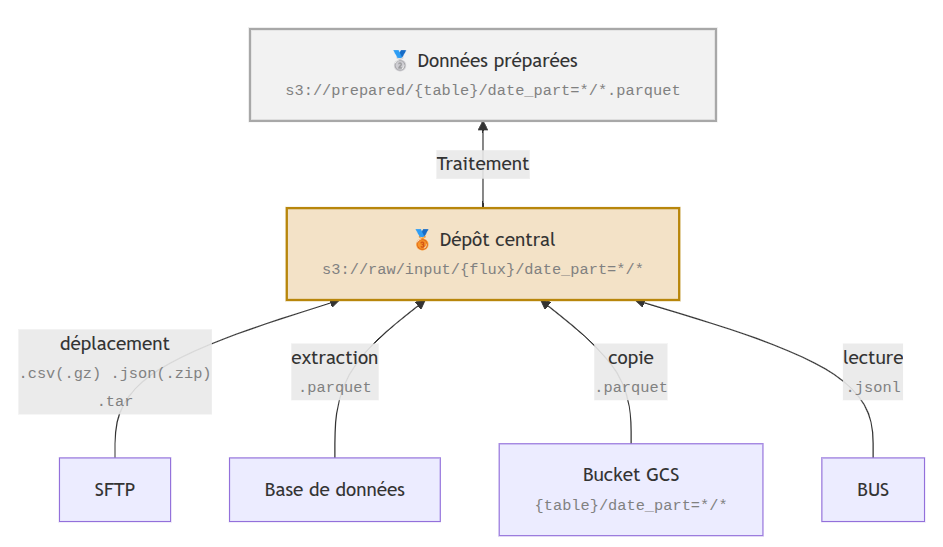 🥈 Données préparées
s3://prepared/{table}/date_part=*/*.parquet
Traitement
🥉 Dépôt central
s3://raw/input/{flux}/date_part=*/*
déplacement
.csv(.gz) .json(.zip)
.tar
extraction
.parquet
copie
.parquet
lecture
.jsonl
SFTP
Base de données
Bucket GCS
{table}/date_part=*/*
BUS